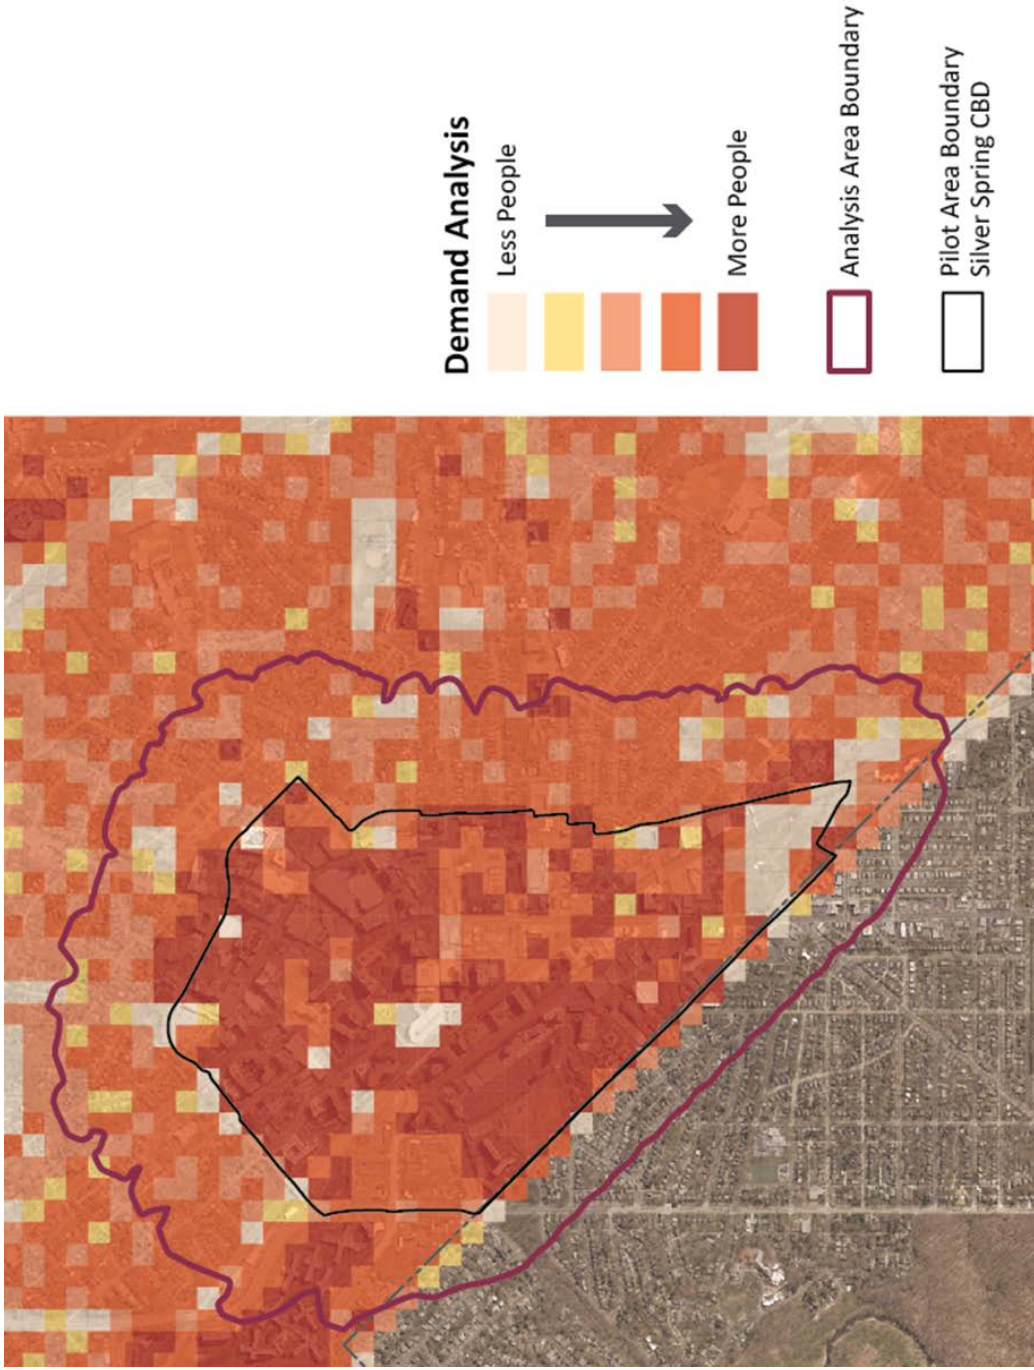 Demand Analysis
Less People
More People
Analysis Area Boundary
Pilot Area Boundary
Silver Spring CBD